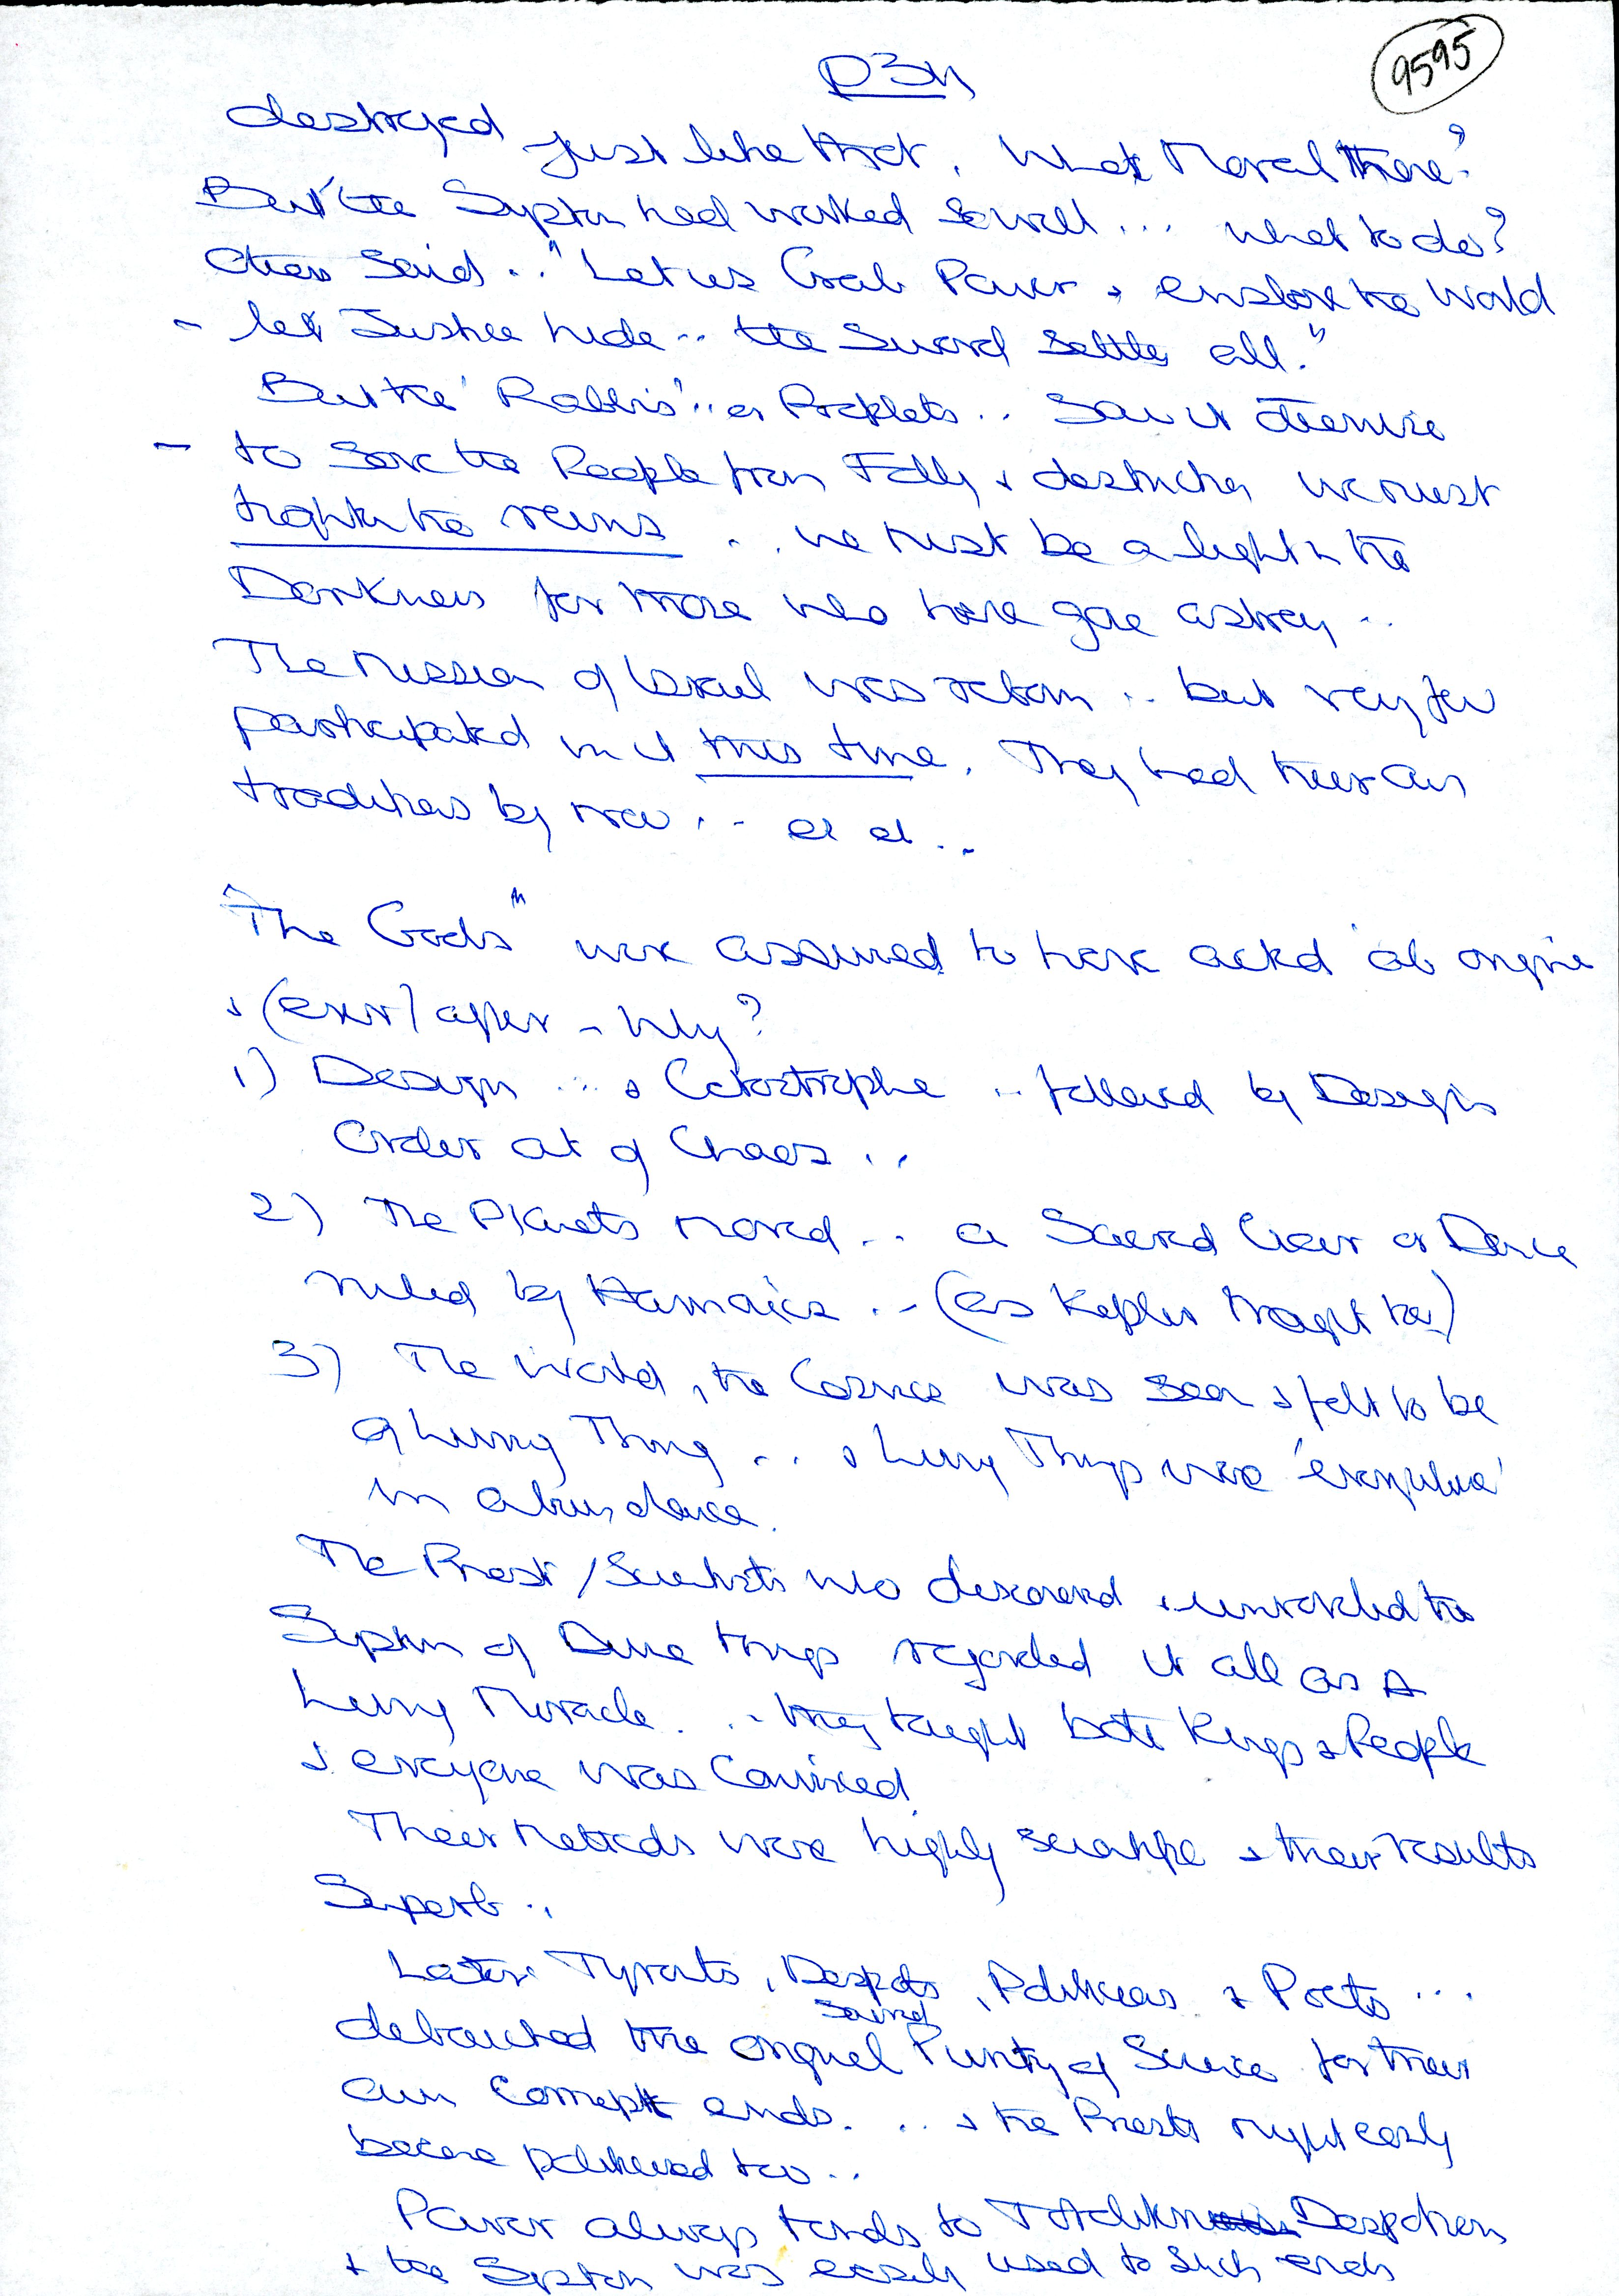 9595
P34
destroyed just like that. What Moral there?
But the System had worked so well ... what to do?
Others said .. "Let us Grab Power & enslave the World
- let Justice hide .. the Sword settles all."
But the 'Rabbis' .. or Prophets .. Saw it otherwise
- to save the People from Folly & destruction we must
tighten the reins .. we must be a light in the
Darkness for those who have gone astray ..
The Mission of Israel was reborn .. but very few
participated in it this time. They had their own
traditions by now .. et al ..
"The Gods" were assumed to have acted 'ab origine
& (ever) after - Why?
1) Design ... & Catastrophe .. followed by Design
Order out of Chaos ..
2) The Planets moved .. a Sacred Choir or Dance
ruled by Harmonics .. (as Kepler thought too)
3) The World, the Cosmos was seen & felt to be
a Living Thing ... & Living Things were
in abundance.
The Priest/Scientists who discovered & unravelled the
System of Divine things regarded it all as A
Living Miracle ... they taught both Kings & People
& everyone was Convinced.
Their Methods were highly scientific & their results
Superb ..
Later Tyrants, Despots, Politicians & Poets ...
debauched the original Sacred Purity of Science for their
own corrupt ends. ... & the Priests might easily
become politicised too ..
Power always tends to Despotism
& the System was easily used to such ends